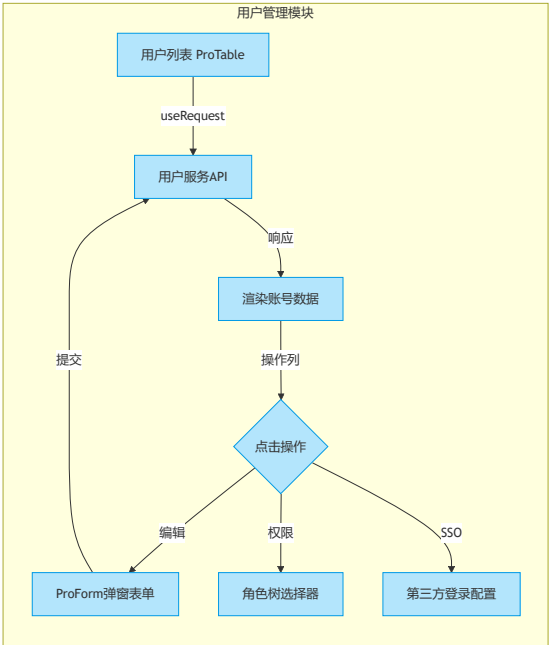 用户管理模块
用户列表 ProTable
useRequest
用户服务API
响应
渲染账号数据
提交
操作列
点击操作
编辑
权限
SSO
ProForm弹窗表单
角色树选择器
第三方登录配置